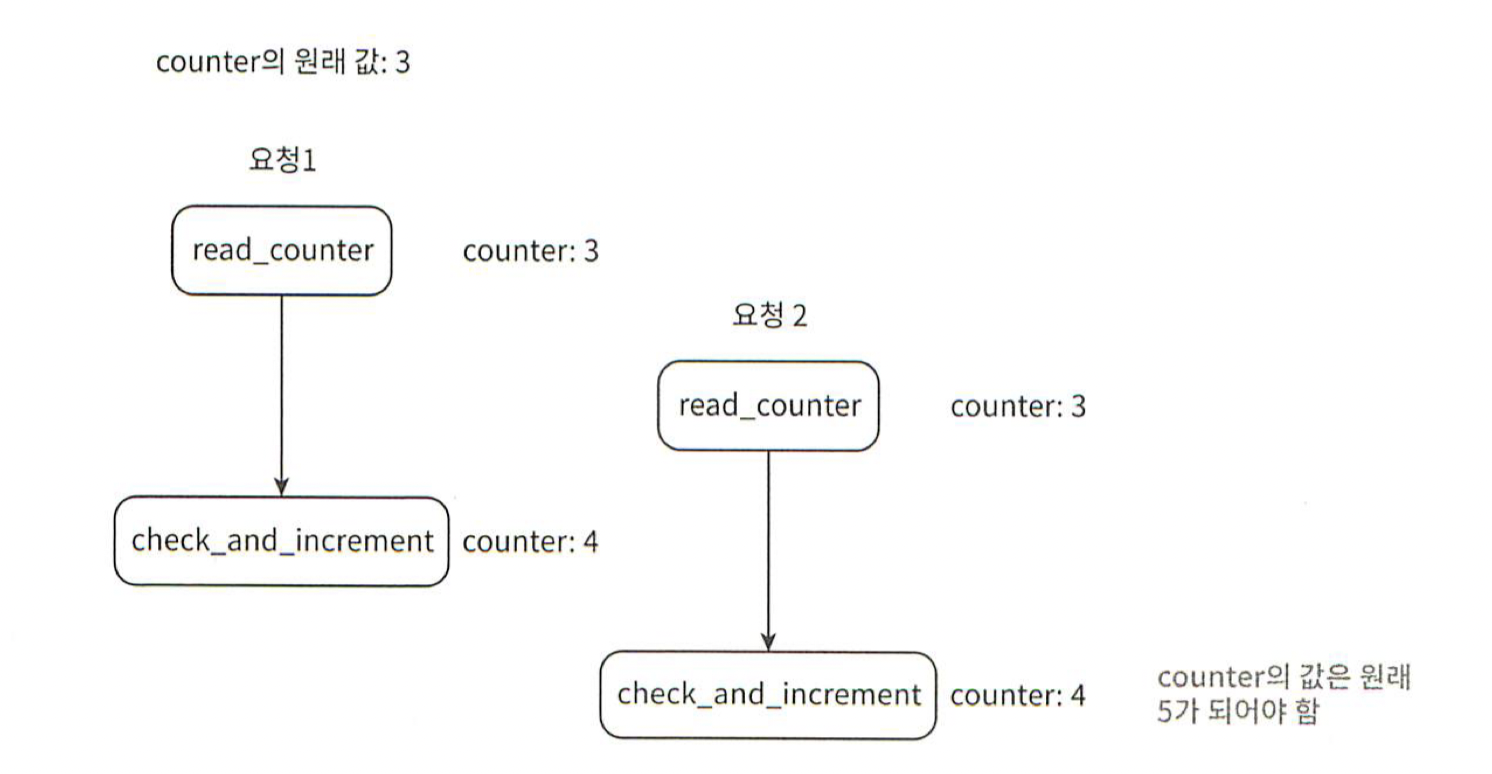 counter의 원래 값: 3
요청1
read_counter
counter: 3
요청 2
read_counter
counter: 3
check_and_increment
counter: 4
check_and_increment
counter: 4
counter의 값은 원래
5가 되어야 함